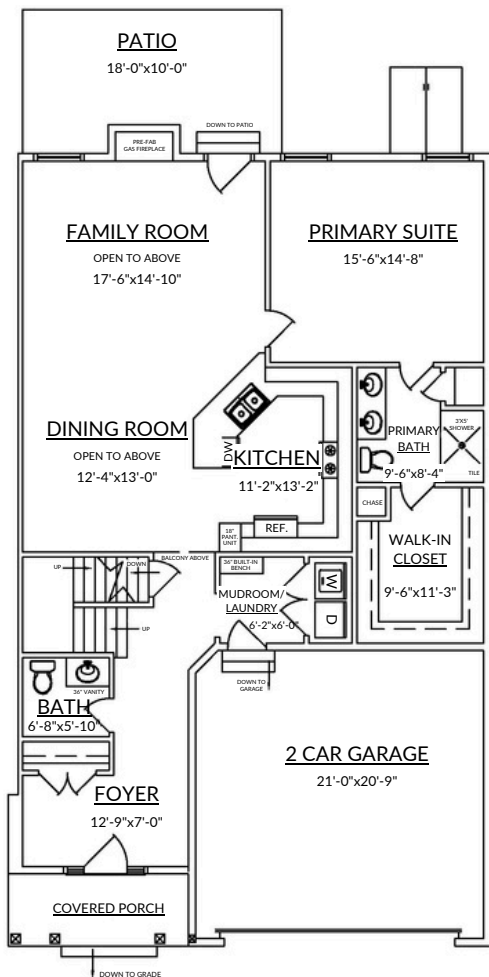 PATIO
18'-0"x10'-0"
DOWN TO PATIO
PRE-FAB
GAS FIREPLACE
FAMILY ROOM
OPEN TO ABOVE
17'-6"x14'-10"
PRIMARY SUITE
15'-6"x14'-8"
DINING ROOM
OPEN TO ABOVE
12'-4"x13'-0"
DW
KITCHEN
11'-2"x13'-2"
REF.
18"
PANT.
UNIT
PRIMARY
BATH
9'-6"x8'-4"
3'X5'
SHOWER
TILE
CHASE
WALK-IN
CLOSET
9'-6"x11'-3"
BALCONY ABOVE
UP
DOWN
UP
36" BUILT-IN
BENCH
MUDROOM/
LAUNDRY
6'-2"x6'-0"
W
D
DOWN TO
GARAGE
36" VANITY
BATH
6'-8"x5'-10"
2 CAR GARAGE
21'-0"x20'-9"
FOYER
12'-9"x7'-0"
COVERED PORCH
DOWN TO GRADE